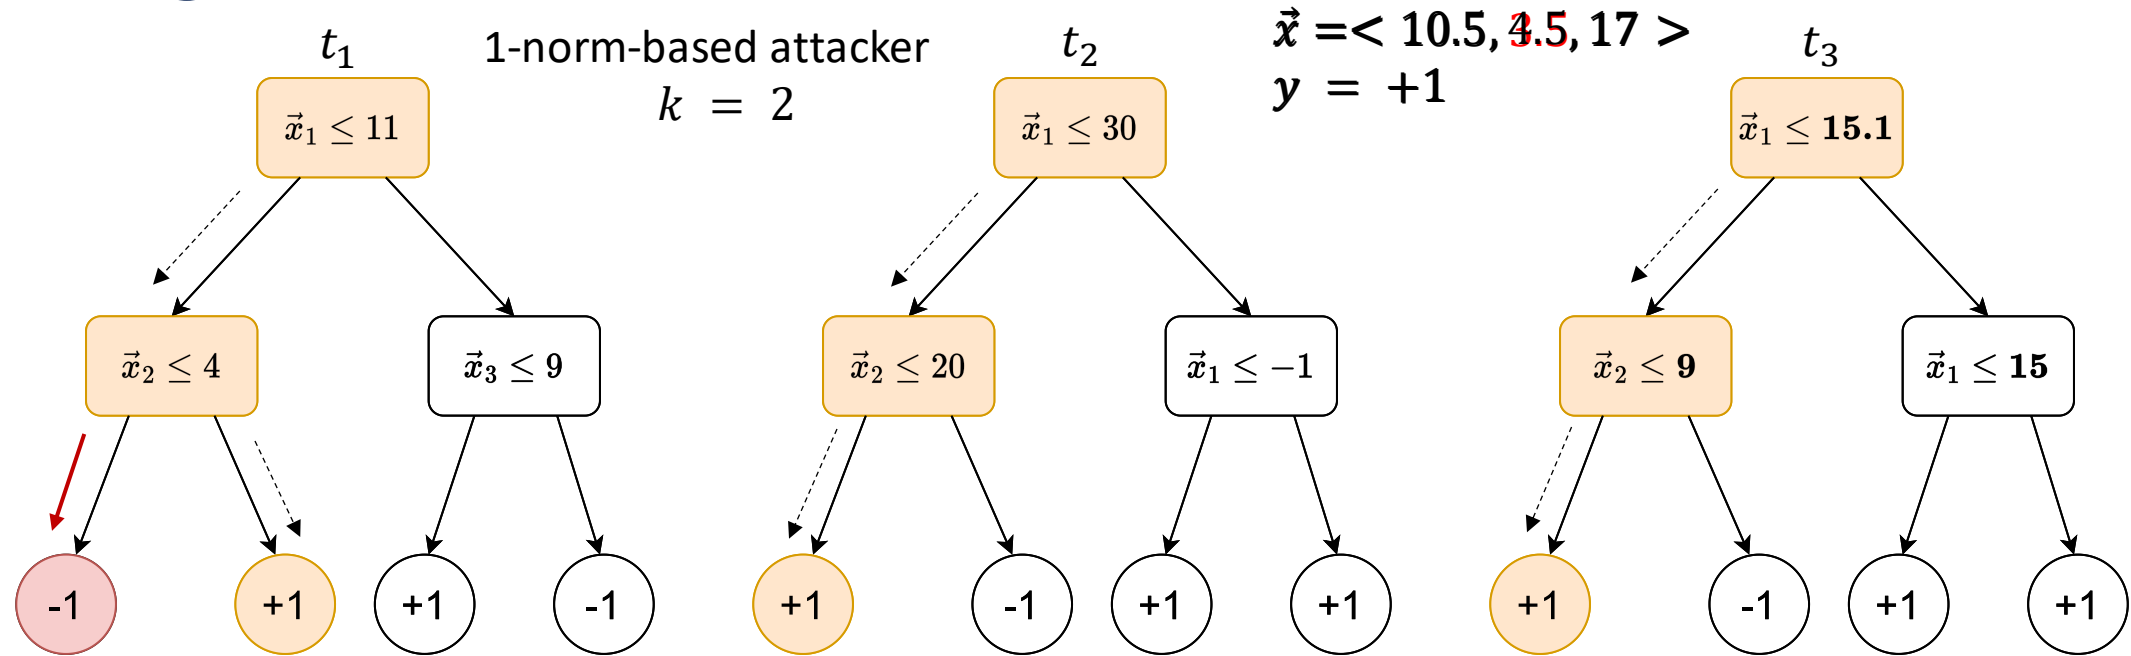 t₁
1-norm-based attacker
k = 2
t₂
x⃗ =< 10.5, 4.5, 17 >
y = +1
t₃
x⃗₁ ≤ 11
x⃗₁ ≤ 30
x⃗₁ ≤ 15.1
x⃗₂ ≤ 4
x⃗₃ ≤ 9
x⃗₂ ≤ 20
x⃗₁ ≤ −1
x⃗₂ ≤ 9
x⃗₁ ≤ 15
-1
+1
+1
-1
+1
-1
+1
+1
+1
-1
+1
+1